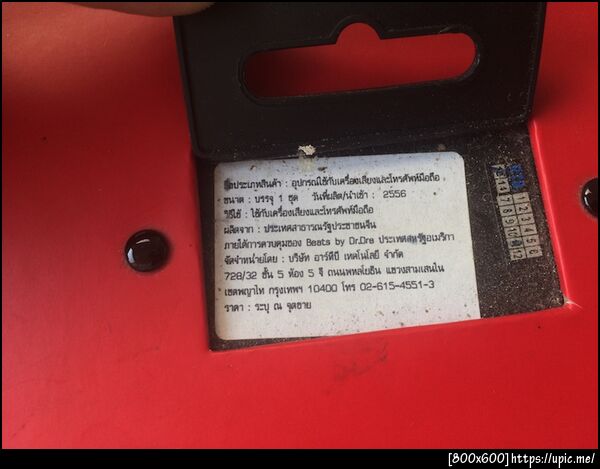 ชื่อประเภทสินค้า : อุปกรณ์ใช้กับเครื่องเสียงและโทรศัพท์มือถือ
ขนาด : บรรจุ 1 ชุด วันที่ผลิต/นำเข้า : 2556
วิธีใช้ : ใช้กับเครื่องเสียงและโทรศัพท์มือถือ
ผลิตจาก : ประเทศสาธารณรัฐประชาชนจีน
ภายใต้การควบคุมของ Beats by Dr.Dre ประเทศสหรัฐอเมริกา
จัดจำหน่ายโดย : บริษัท อาร์ทีบี เทคโนโลยี จำกัด
728/32 ชั้น 5 ห้อง 5 จี ถนนพหลโยธิน แขวงสามเสนใน
เขตพญาไท กรุงเทพฯ 10400 โทร 02-615-4551-3
ราคา : ระบุ ณ จุดขาย
1 2 3 4 5 6
7 8 9 10 11 12
[800x600]https://upic.me/